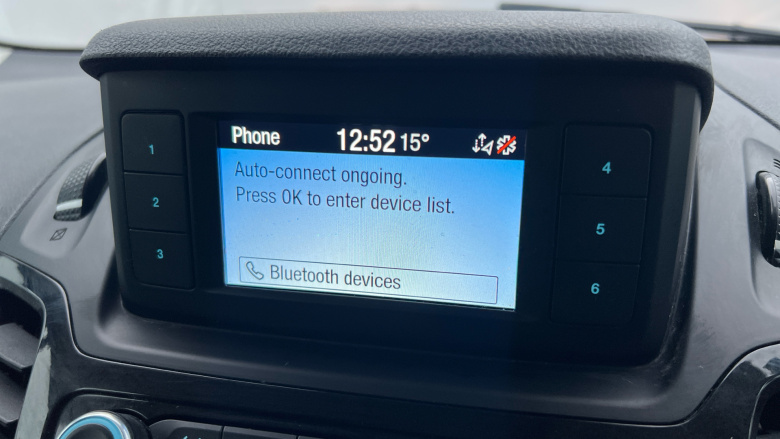 Phone 12:52 15°
Auto-connect ongoing.
Press OK to enter device list.
Bluetooth devices
1
2
3
4
5
6